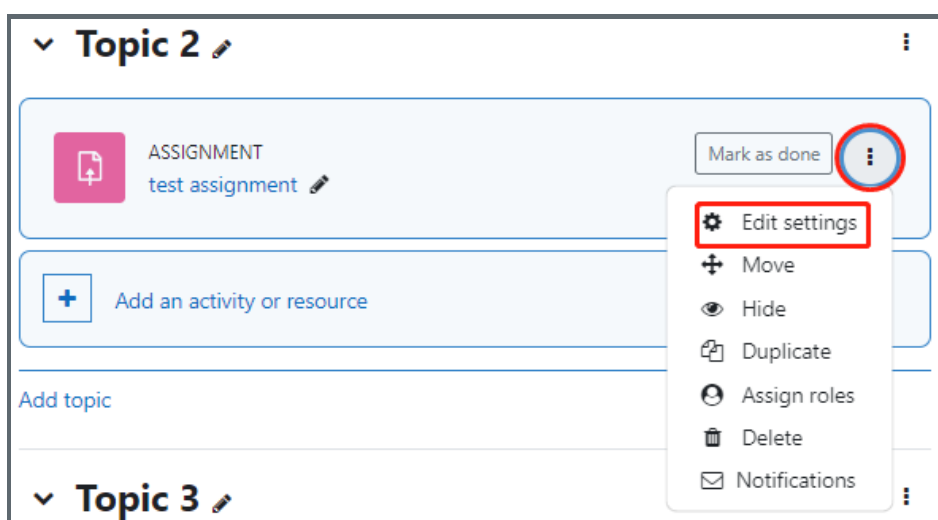 Topic 2
ASSIGNMENT
test assignment
Mark as done
Edit settings
Move
Add an activity or resource
Hide
Duplicate
Add topic
Assign roles
Delete
Notifications
Topic 3